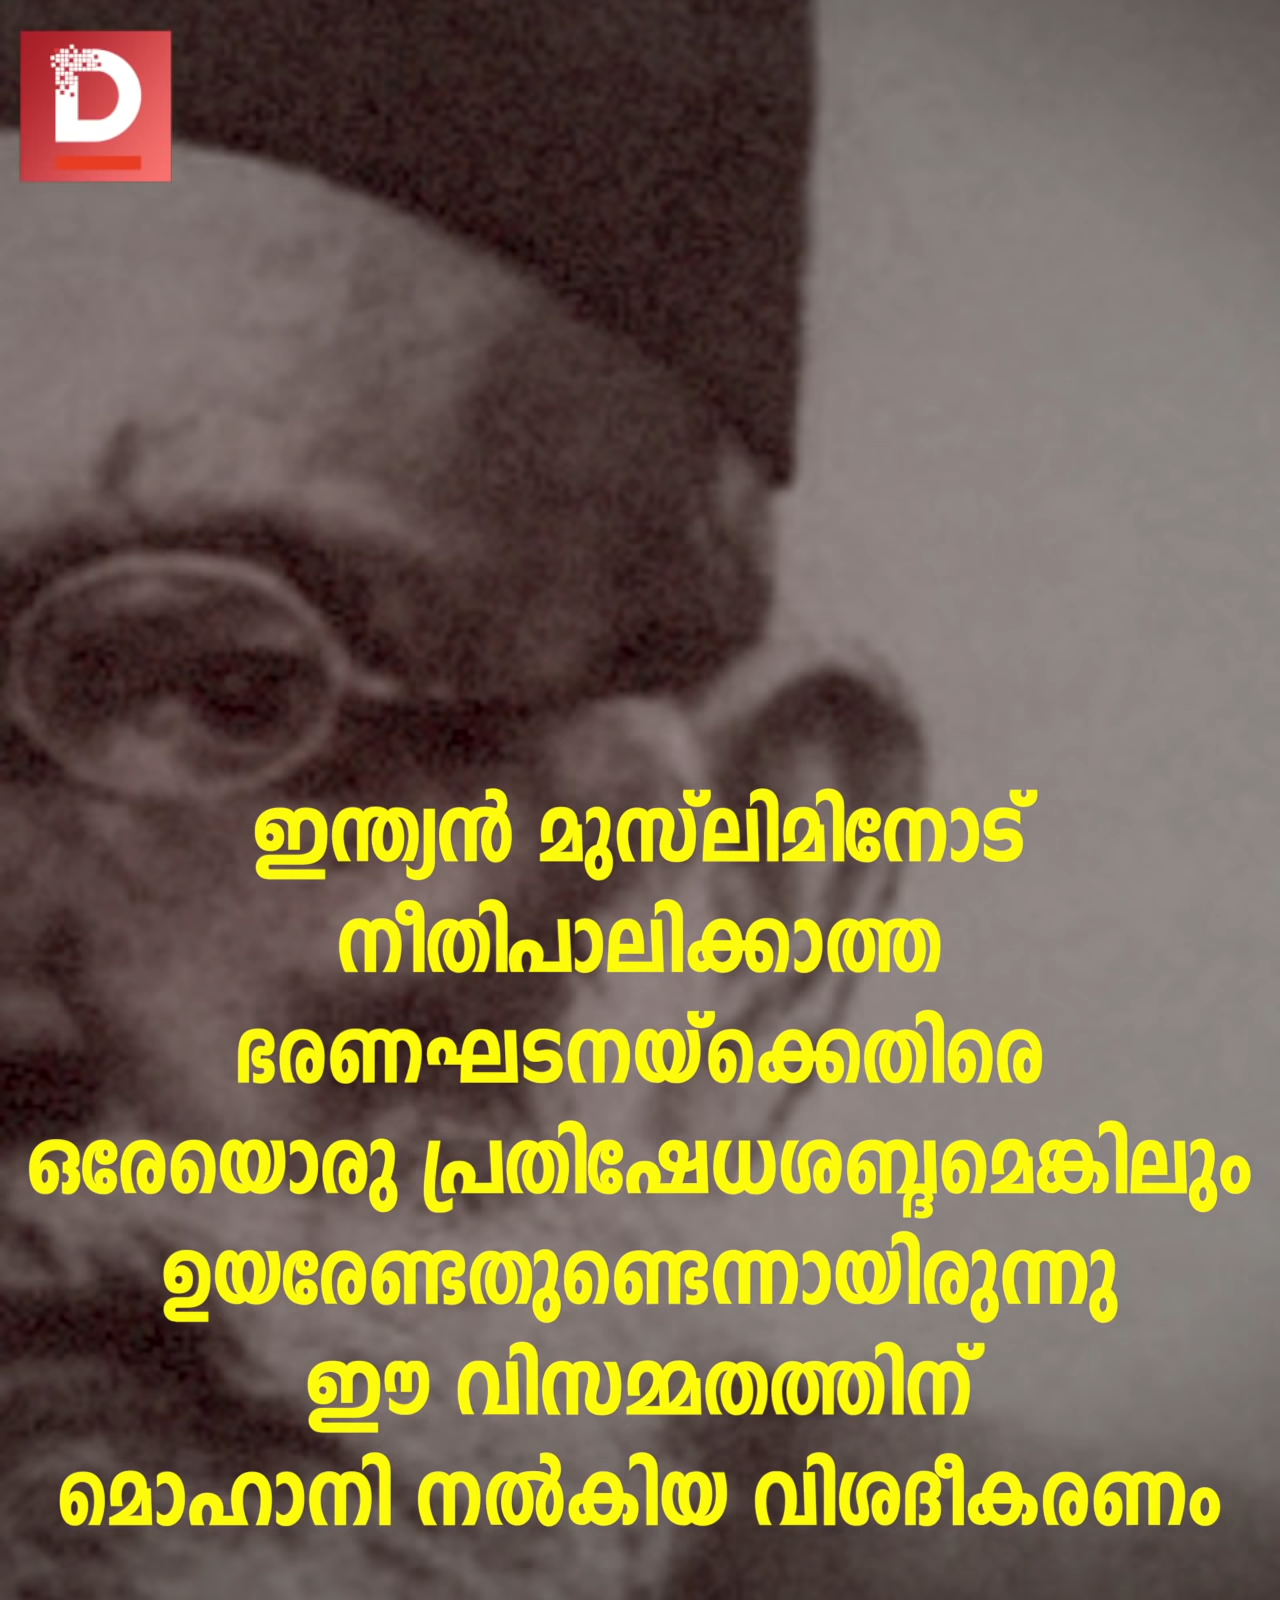 D
ഇന്ത്യൻ മുസ്‌ലിമിനോട്
നീതിപാലിക്കാത്ത
ഭരണഘടനയ്ക്കെതിരെ
ഒരേയൊരു പ്രതിഷേധശബ്ദമെങ്കിലും
ഉയരേണ്ടതുണ്ടെന്നായിരുന്നു
ഈ വിസമ്മതത്തിന്
മൊഹാനി നൽകിയ വിശദീകരണം